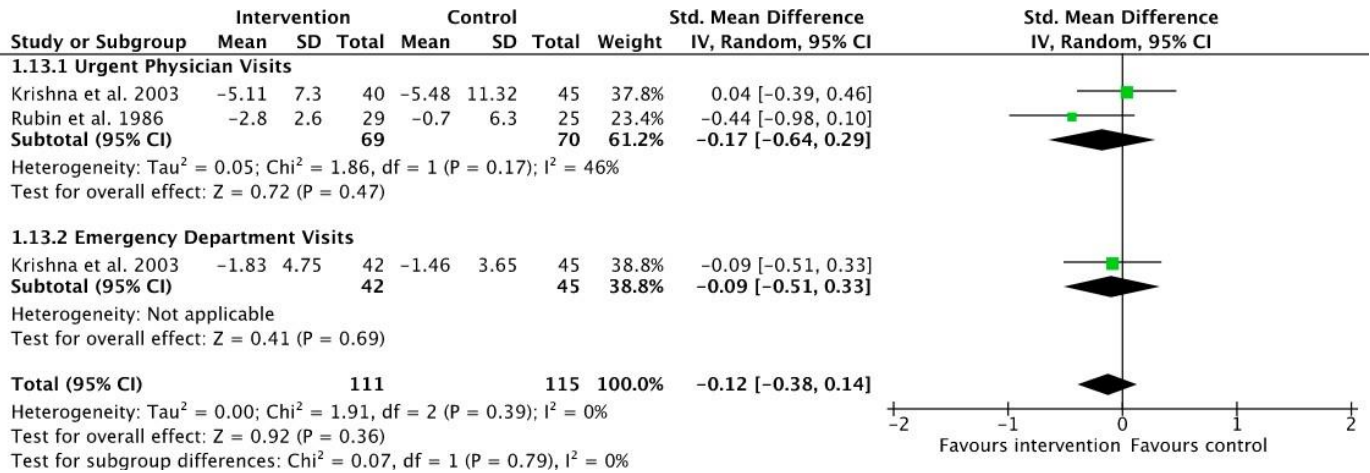 Intervention Control Std. Mean Difference Std. Mean Difference
Study or Subgroup Mean SD Total Mean SD Total Weight IV, Random, 95% CI IV, Random, 95% CI
1.13.1 Urgent Physician Visits
Krishna et al. 2003 −5.11 7.3 40 −5.48 11.32 45 37.8% 0.04 [−0.39, 0.46]
Rubin et al. 1986 −2.8 2.6 29 −0.7 6.3 25 23.4% −0.44 [−0.98, 0.10]
Subtotal (95% CI) 69 70 61.2% −0.17 [−0.64, 0.29]
Heterogeneity: Tau² = 0.05; Chi² = 1.86, df = 1 (P = 0.17); I² = 46%
Test for overall effect: Z = 0.72 (P = 0.47)
1.13.2 Emergency Department Visits
Krishna et al. 2003 −1.83 4.75 42 −1.46 3.65 45 38.8% −0.09 [−0.51, 0.33]
Subtotal (95% CI) 42 45 38.8% −0.09 [−0.51, 0.33]
Heterogeneity: Not applicable
Test for overall effect: Z = 0.41 (P = 0.69)
Total (95% CI) 111 115 100.0% −0.12 [−0.38, 0.14]
Heterogeneity: Tau² = 0.00; Chi² = 1.91, df = 2 (P = 0.39); I² = 0%
Test for overall effect: Z = 0.92 (P = 0.36)
Test for subgroup differences: Chi² = 0.07, df = 1 (P = 0.79), I² = 0%
−2 −1 0 1 2
Favours intervention Favours control